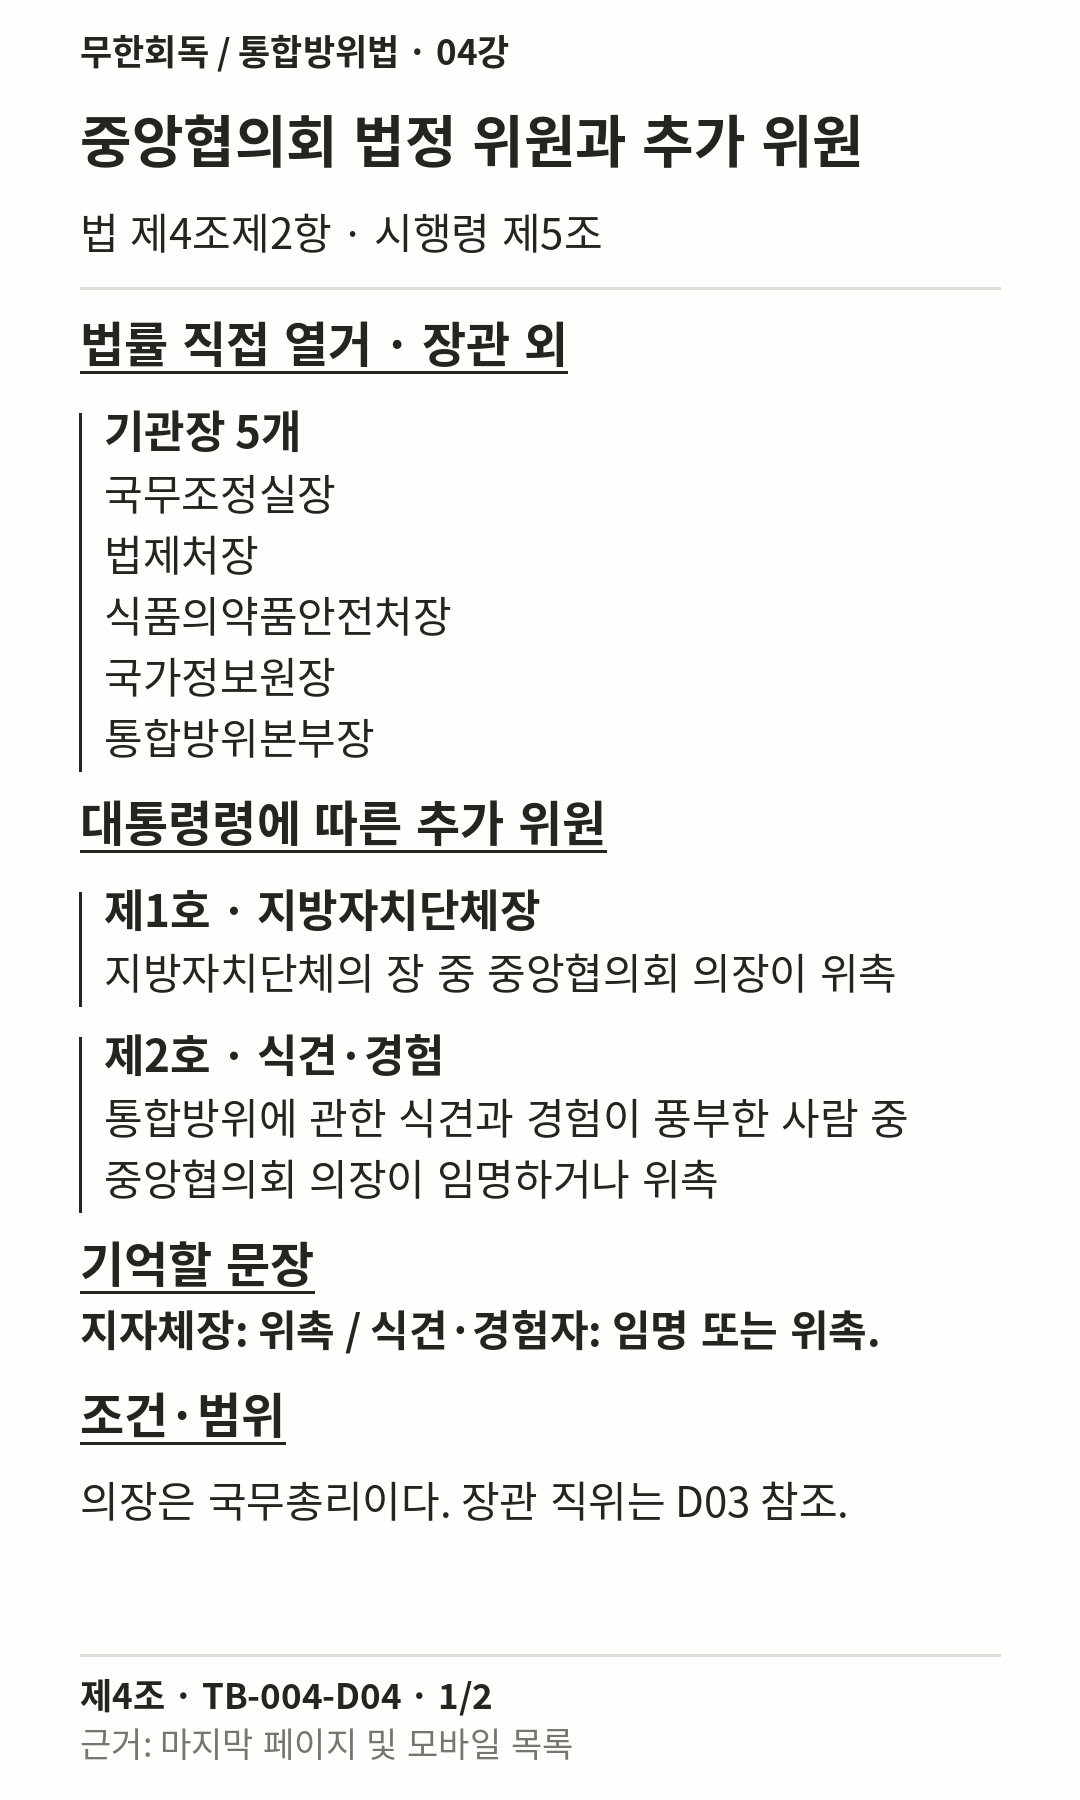 무한회독 / 통합방위법 · 04강
중앙협의회 법정 위원과 추가 위원
법 제4조제2항 · 시행령 제5조
법률 직접 열거 · 장관 외
기관장 5개
국무조정실장
법제처장
식품의약품안전처장
국가정보원장
통합방위본부장
대통령령에 따른 추가 위원
제1호 · 지방자치단체장
지방자치단체의 장 중 중앙협의회 의장이 위촉
제2호 · 식견·경험
통합방위에 관한 식견과 경험이 풍부한 사람 중
중앙협의회 의장이 임명하거나 위촉
기억할 문장
지자체장: 위촉 / 식견·경험자: 임명 또는 위촉.
조건·범위
의장은 국무총리이다. 장관 직위는 D03 참조.
제4조 · TB-004-D04 · 1/2
근거: 마지막 페이지 및 모바일 목록